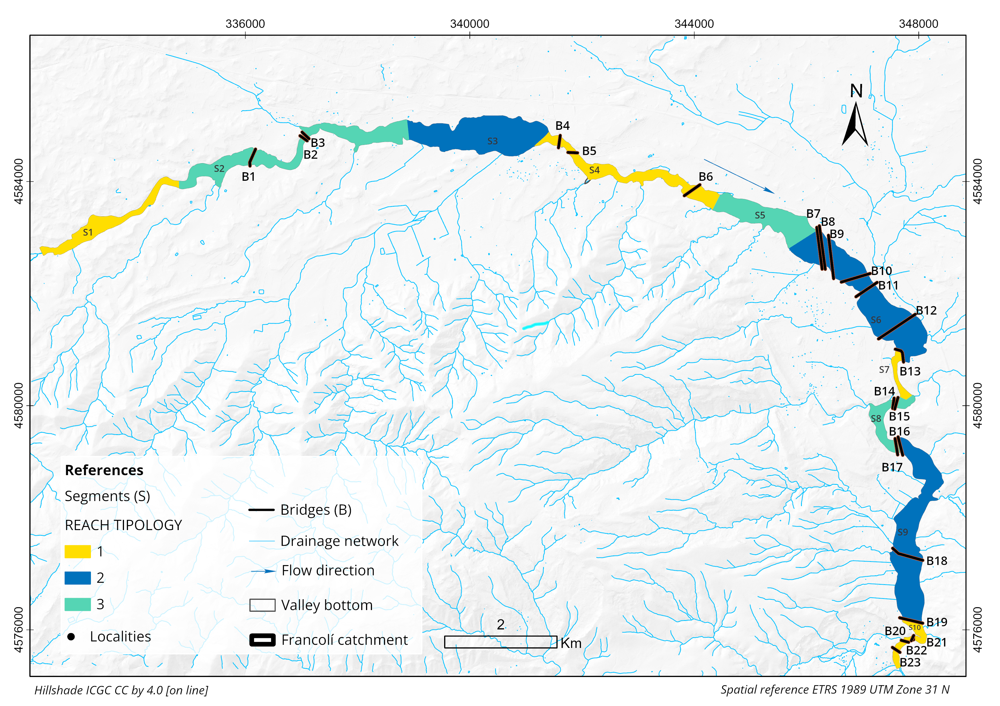 336000
340000
344000
348000
N
B4
B3
S3
B5
4584000
4584000
B2
S2
S4
B1
B6
S5
B7
B8
S1
B9
B10
B11
B12
S6
S7
B13
B14
4580000
4580000
B15
S8
B16
B17
References
Segments (S)
REACH TIPOLOGY
1
2
3
Localities
Bridges (B)
Drainage network
Flow direction
Valley bottom
Francolí catchment
2
Km
S9
B18
4576000
4576000
B19
S10
B20
B21
B22
B23
Hillshade ICGC CC by 4.0 [on line]
Spatial reference ETRS 1989 UTM Zone 31 N